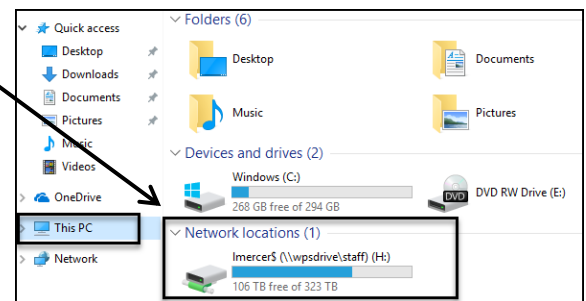 Quick access
Desktop
Downloads
Documents
Pictures
Music
Videos
OneDrive
This PC
Network
Folders (6)
Desktop
Documents
Music
Pictures
Devices and drives (2)
Windows (C:)
268 GB free of 294 GB
DVD RW Drive (E:)
DVD
Network locations (1)
lmercer$ (\\wpsdrive\staff) (H:)
106 TB free of 323 TB